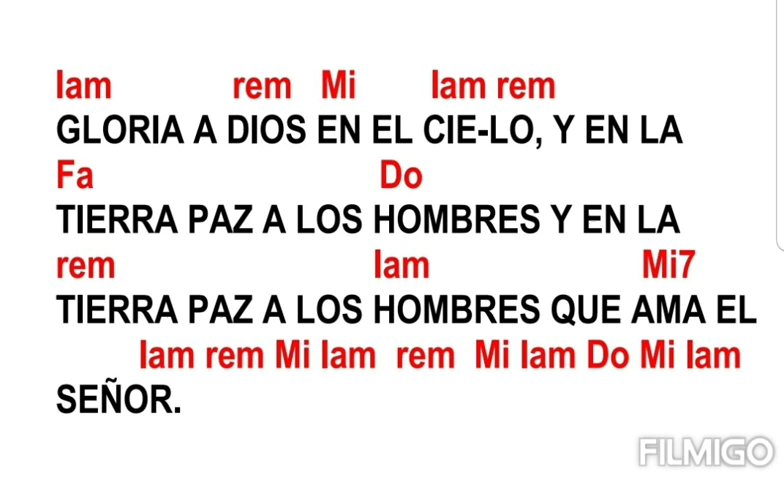 lam rem Mi lam rem
GLORIA A DIOS EN EL CIE-LO, Y EN LA
Fa Do
TIERRA PAZ A LOS HOMBRES Y EN LA
rem lam Mi7
TIERRA PAZ A LOS HOMBRES QUE AMA EL
lam rem Mi lam rem Mi lam Do Mi lam
SEÑOR.
FILMIGO